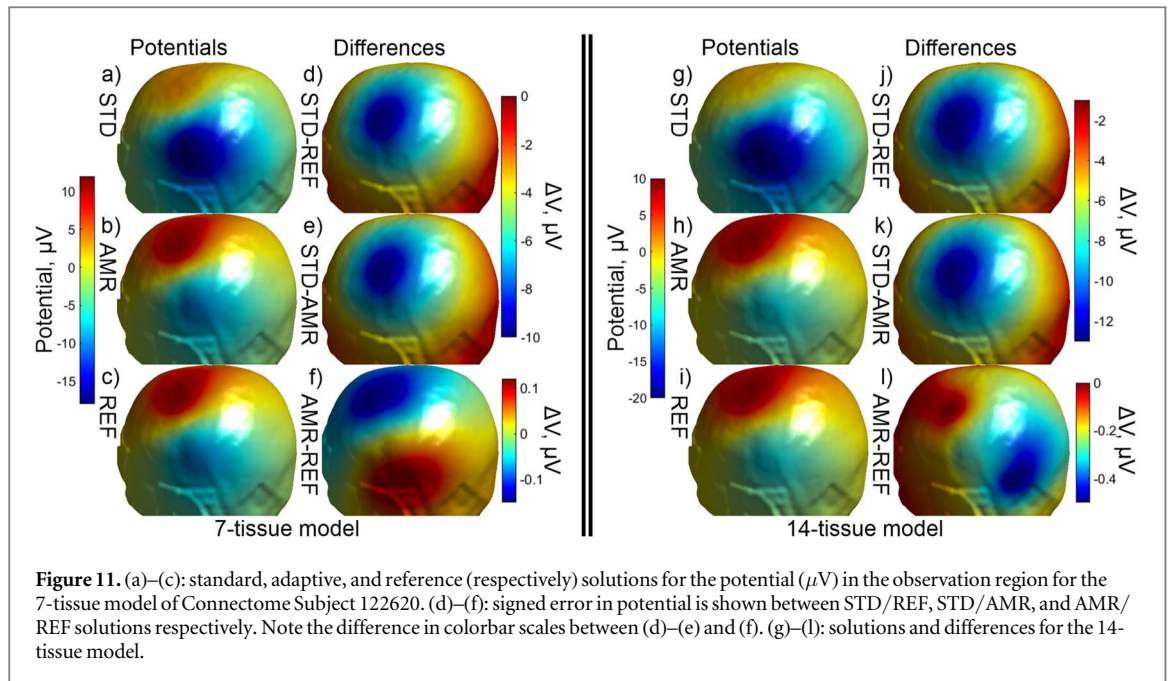 Potentials
Differences
Potentials
Differences
a)
STD
d)
STD-REF
b)
AMR
e)
STD-AMR
c)
REF
f)
AMR-REF
Potential, µV
10
5
0
-5
-10
-15
0
-2
-4
-6
-8
-10
ΔV, µV
0.1
0
-0.1
ΔV, µV
7-tissue model
g)
STD
j)
STD-REF
h)
AMR
k)
STD-AMR
i)
REF
l)
AMR-REF
Potential, µV
10
5
0
-5
-10
-15
-20
-2
-4
-6
-8
-10
-12
ΔV, µV
0
-0.2
-0.4
ΔV, µV
14-tissue model
Figure 11. (a)–(c): standard, adaptive, and reference (respectively) solutions for the potential (µV) in the observation region for the
7-tissue model of Connectome Subject 122620. (d)–(f): signed error in potential is shown between STD/REF, STD/AMR, and AMR/
REF solutions respectively. Note the difference in colorbar scales between (d)–(e) and (f). (g)–(l): solutions and differences for the 14-
tissue model.